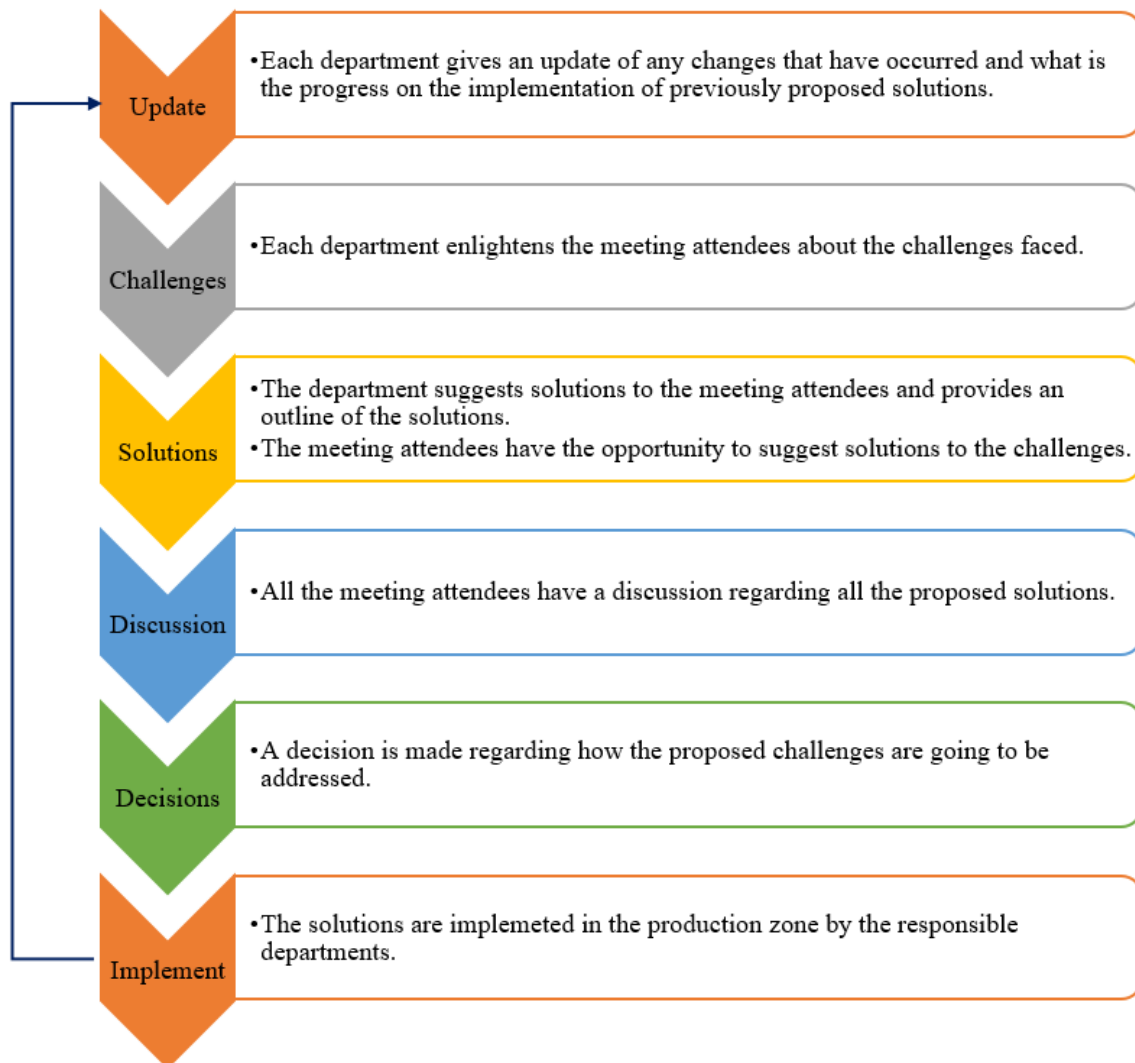 •Each department gives an update of any changes that have occurred and what is
the progress on the implementation of previously proposed solutions.
Update
•Each department enlightens the meeting attendees about the challenges faced.
Challenges
•The department suggests solutions to the meeting attendees and provides an
outline of the solutions.
•The meeting attendees have the opportunity to suggest solutions to the challenges.
Solutions
•All the meeting attendees have a discussion regarding all the proposed solutions.
Discussion
•A decision is made regarding how the proposed challenges are going to be
addressed.
Decisions
•The solutions are implemeted in the production zone by the responsible
departments.
Implement